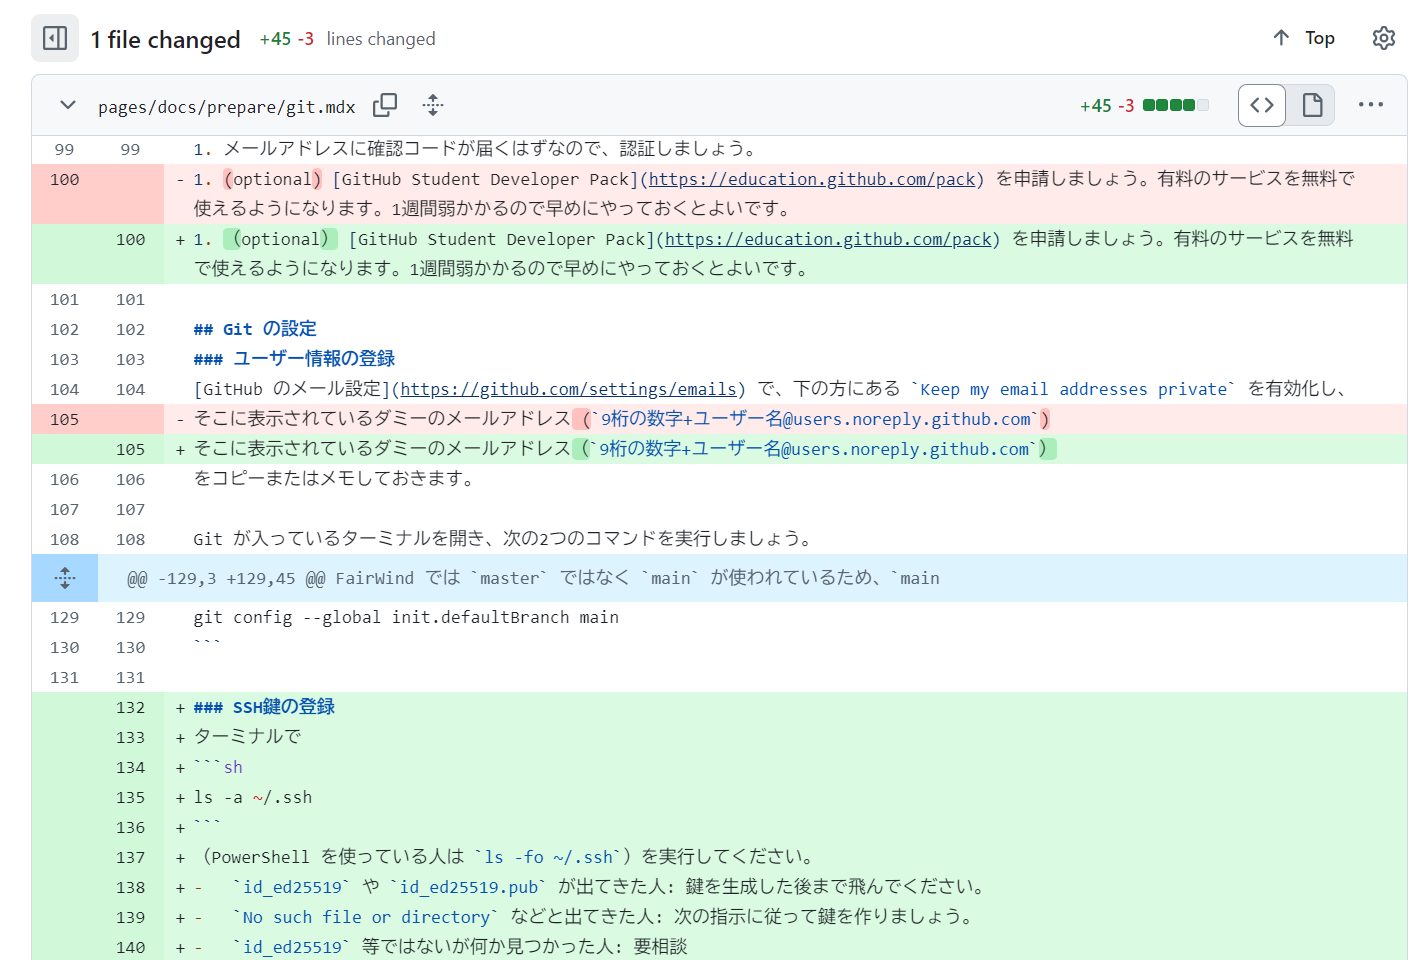 1 file changed +45 -3 lines changed Top
pages/docs/prepare/git.mdx +45 -3
99 99 1. メールアドレスに確認コードが届くはずなので、認証しましょう。
100 - 1. (optional) [GitHub Student Developer Pack](https://education.github.com/pack) を申請しましょう。有料のサービスを無料で
使えるようになります。1週間弱かかるので早めにやっておくとよいです。
100 + 1. （optional） [GitHub Student Developer Pack](https://education.github.com/pack) を申請しましょう。有料のサービスを無料
で使えるようになります。1週間弱かかるので早めにやっておくとよいです。
101 101
102 102 ## Git の設定
103 103 ### ユーザー情報の登録
104 104 [GitHub のメール設定](https://github.com/settings/emails) で、下の方にある `Keep my email addresses private` を有効化し、
105 - そこに表示されているダミーのメールアドレス (`9桁の数字+ユーザー名@users.noreply.github.com`)
105 + そこに表示されているダミーのメールアドレス（`9桁の数字+ユーザー名@users.noreply.github.com`）
106 106 をコピーまたはメモしておきます。
107 107
108 108 Git が入っているターミナルを開き、次の2つのコマンドを実行しましょう。
@@ -129,3 +129,45 @@ FairWind では `master` ではなく `main` が使われているため、`main
129 129 git config --global init.defaultBranch main
130 130 ```
131 131
132 + ### SSH鍵の登録
133 + ターミナルで
134 + ```sh
135 + ls -a ~/.ssh
136 + ```
137 + （PowerShell を使っている人は `ls -fo ~/.ssh`）を実行してください。
138 + - `id_ed25519` や `id_ed25519.pub` が出てきた人: 鍵を生成した後まで飛んでください。
139 + - `No such file or directory` などと出てきた人: 次の指示に従って鍵を作りましょう。
140 + - `id_ed25519` 等ではないが何か見つかった人: 要相談